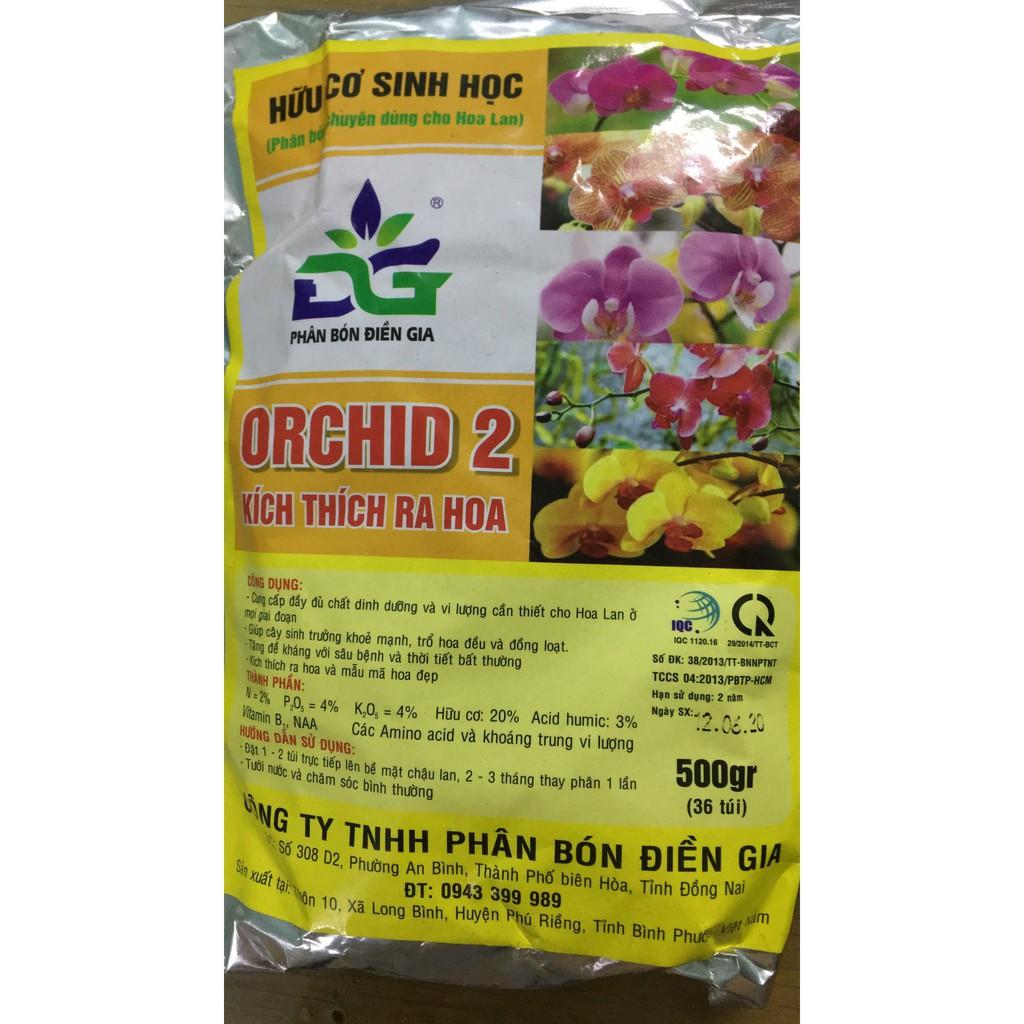 HỮU CƠ SINH HỌC
(Phân bó chuyên dùng cho Hoa Lan)
®
ĐG
PHÂN BÓN ĐIỀN GIA
ORCHID 2
KÍCH THÍCH RA HOA
CÔNG DỤNG:
- Cung cấp đầy đủ chất dinh dưỡng và vi lượng cần thiết cho Hoa Lan ở
mọi giai đoạn
- Giúp cây sinh trưởng khoẻ mạnh, trổ hoa đều và đồng loạt.
- Tăng đề kháng với sâu bệnh và thời tiết bất thường
- Kích thích ra hoa và mẫu mã hoa đẹp
THÀNH PHẦN:
N = 2% P₂O₅ = 4% K₂O₅ = 4% Hữu cơ: 20% Acid humic: 3%
Vitamin B₁, NAA Các Amino acid và khoáng trung vi lượng
HƯỚNG DẪN SỬ DỤNG:
- Đặt 1 - 2 túi trực tiếp lên bề mặt chậu lan, 2 - 3 tháng thay phân 1 lần
- Tưới nước và chăm sóc bình thường
IQC
IQC 1120.16
29/2014/TT-BCT
Số ĐK: 38/2013/TT-BNNPTNT
TCCS 04:2013/PBTP-HCM
Hạn sử dụng: 2 năm
Ngày SX: 12.06.20
500gr
(36 túi)
CÔNG TY TNHH PHÂN BÓN ĐIỀN GIA
Số 308 D2, Phường An Bình, Thành Phố biên Hòa, Tỉnh Đồng Nai
ĐT: 0943 399 989
Sản xuất tại: Thôn 10, Xã Long Bình, Huyện Phú Riềng, Tỉnh Bình Phước, Việt Nam